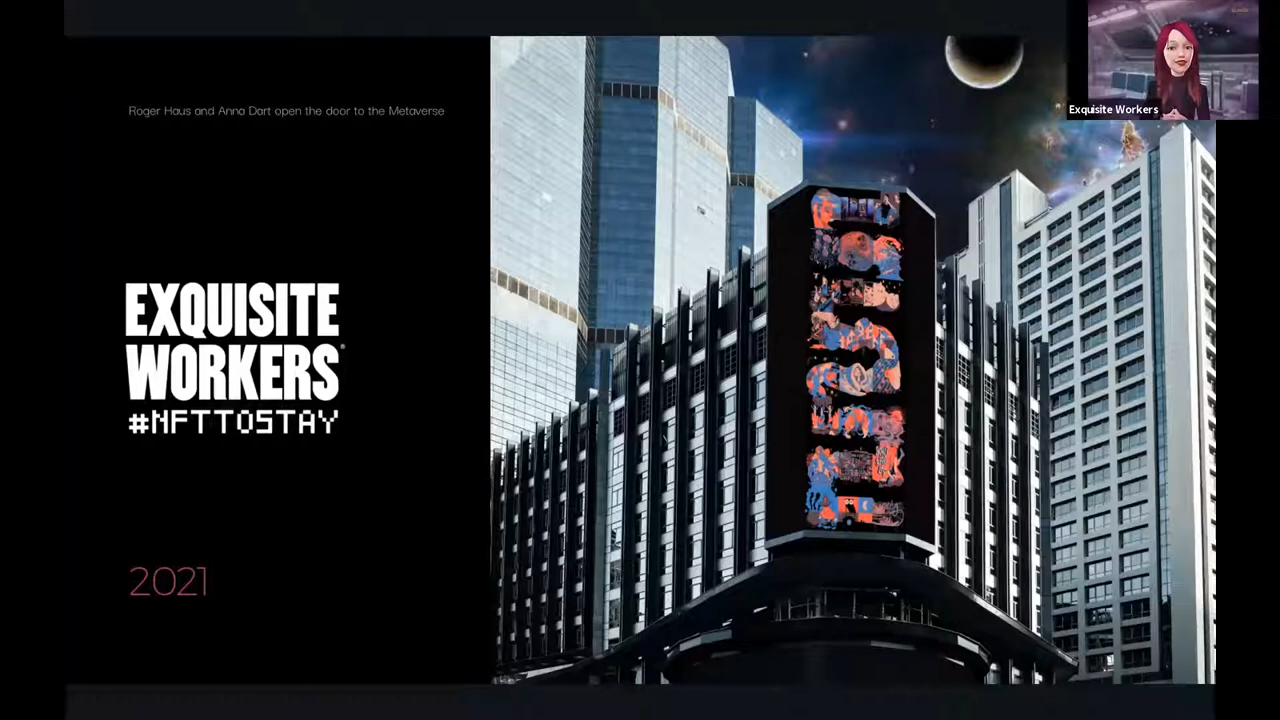 Roger Haus and Anna Dart open the door to the Metaverse
Exquisite Workers
EXQUISITE
WORKERS®
#NFTTOSTAY
2021